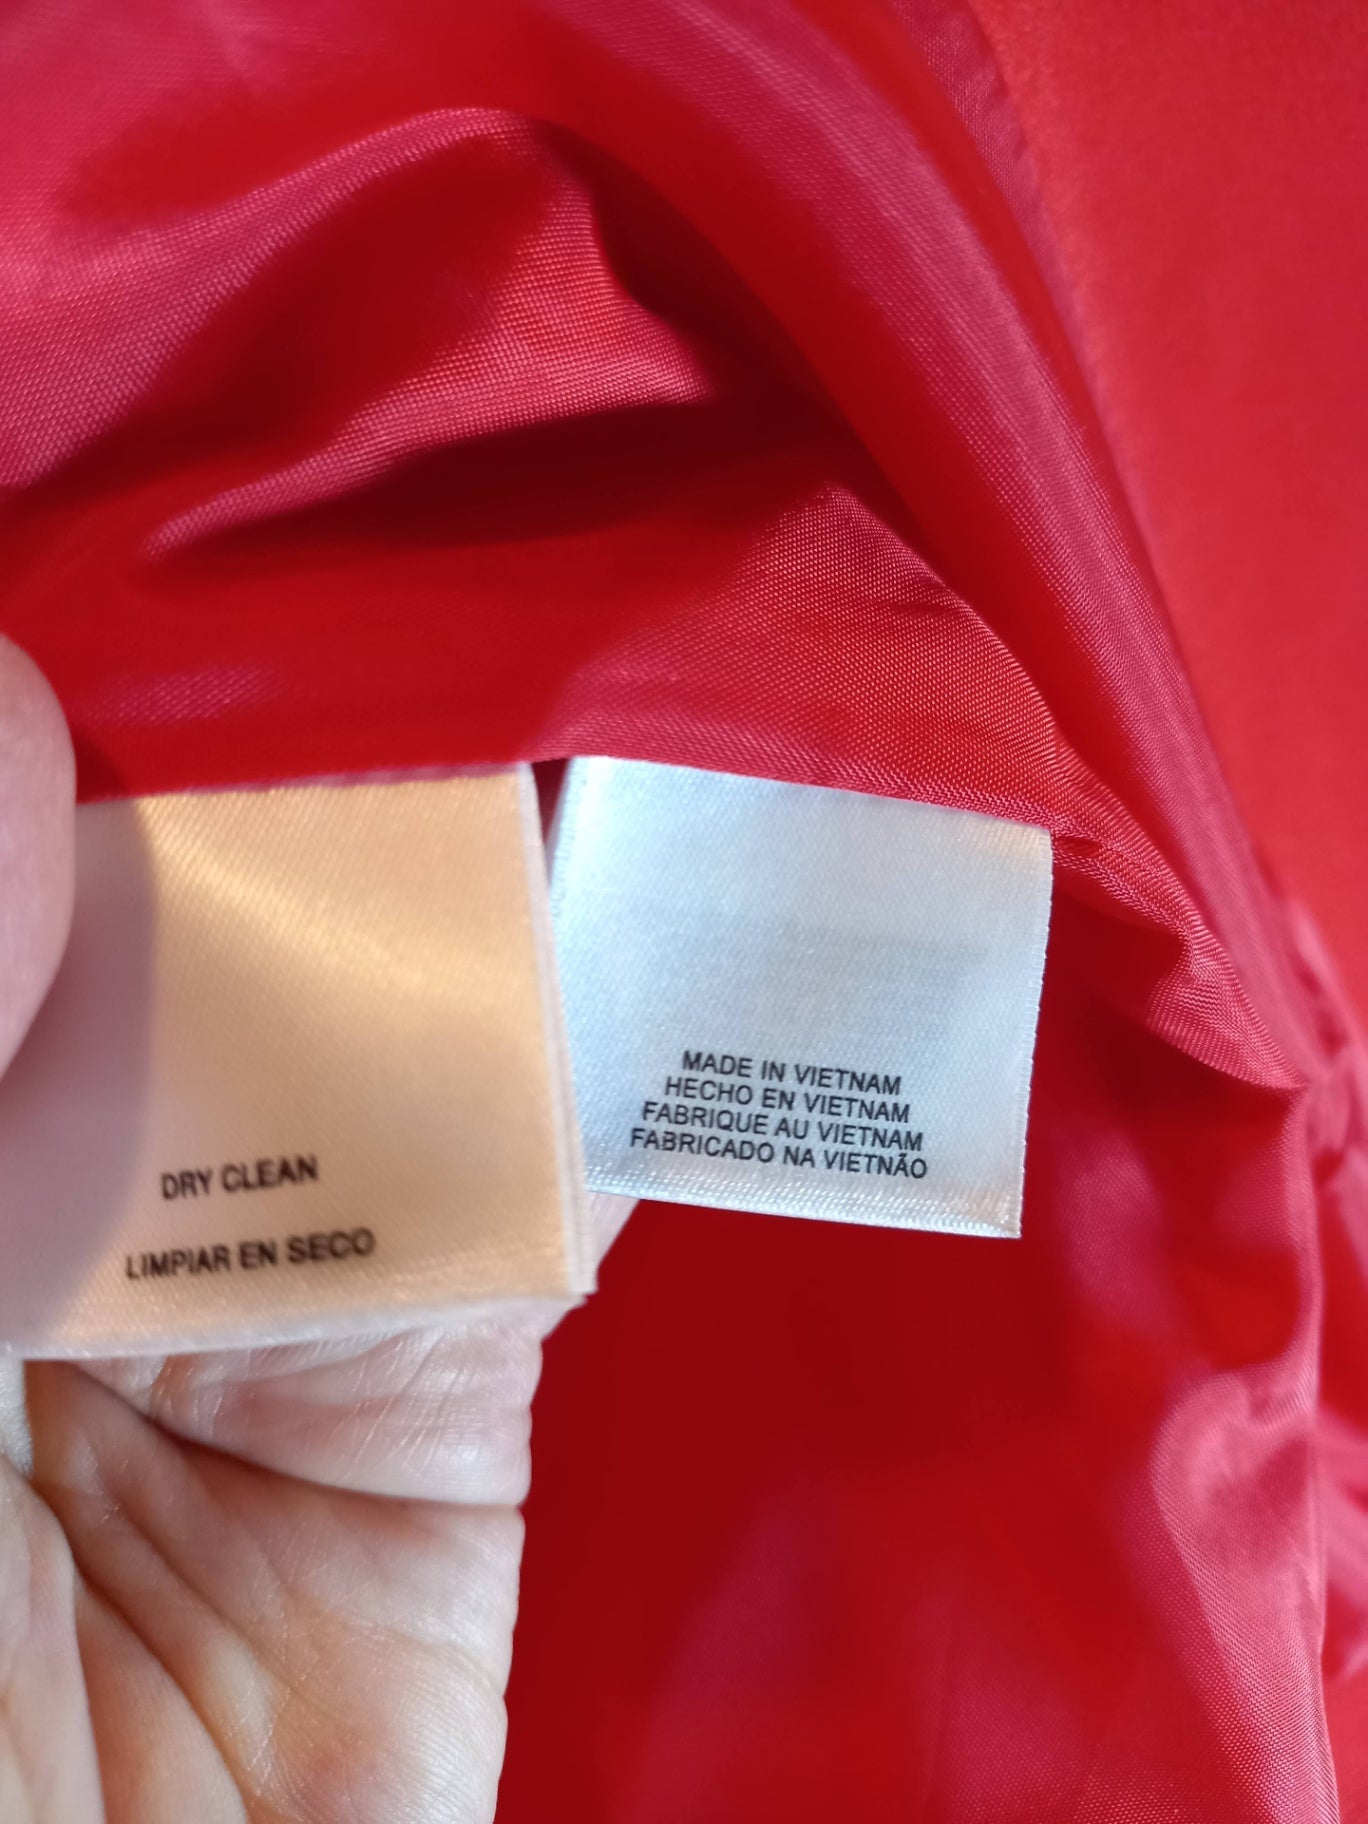 DRY CLEAN
LIMPIAR EN SECO
MADE IN VIETNAM
HECHO EN VIETNAM
FABRIQUE AU VIETNAM
FABRICADO NA VIETNÃO